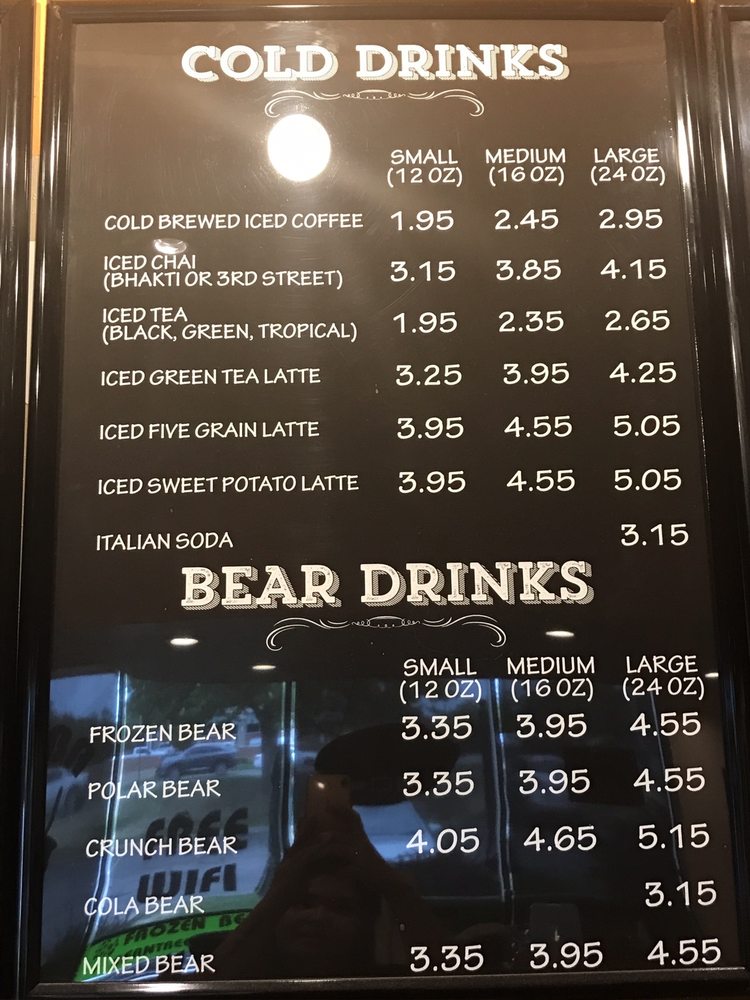 COLD DRINKS
SMALL MEDIUM LARGE
(12 OZ) (16 OZ) (24 OZ)
COLD BREWED ICED COFFEE 1.95 2.45 2.95
ICED CHAI
(BHAKTI OR 3RD STREET) 3.15 3.85 4.15
ICED TEA
(BLACK, GREEN, TROPICAL) 1.95 2.35 2.65
ICED GREEN TEA LATTE 3.25 3.95 4.25
ICED FIVE GRAIN LATTE 3.95 4.55 5.05
ICED SWEET POTATO LATTE 3.95 4.55 5.05
ITALIAN SODA 3.15
BEAR DRINKS
SMALL MEDIUM LARGE
(12 OZ) (16 OZ) (24 OZ)
FROZEN BEAR 3.35 3.95 4.55
POLAR BEAR 3.35 3.95 4.55
CRUNCH BEAR 4.05 4.65 5.15
COLA BEAR 3.15
MIXED BEAR 3.35 3.95 4.55
FREE
WIFI
FROZEN